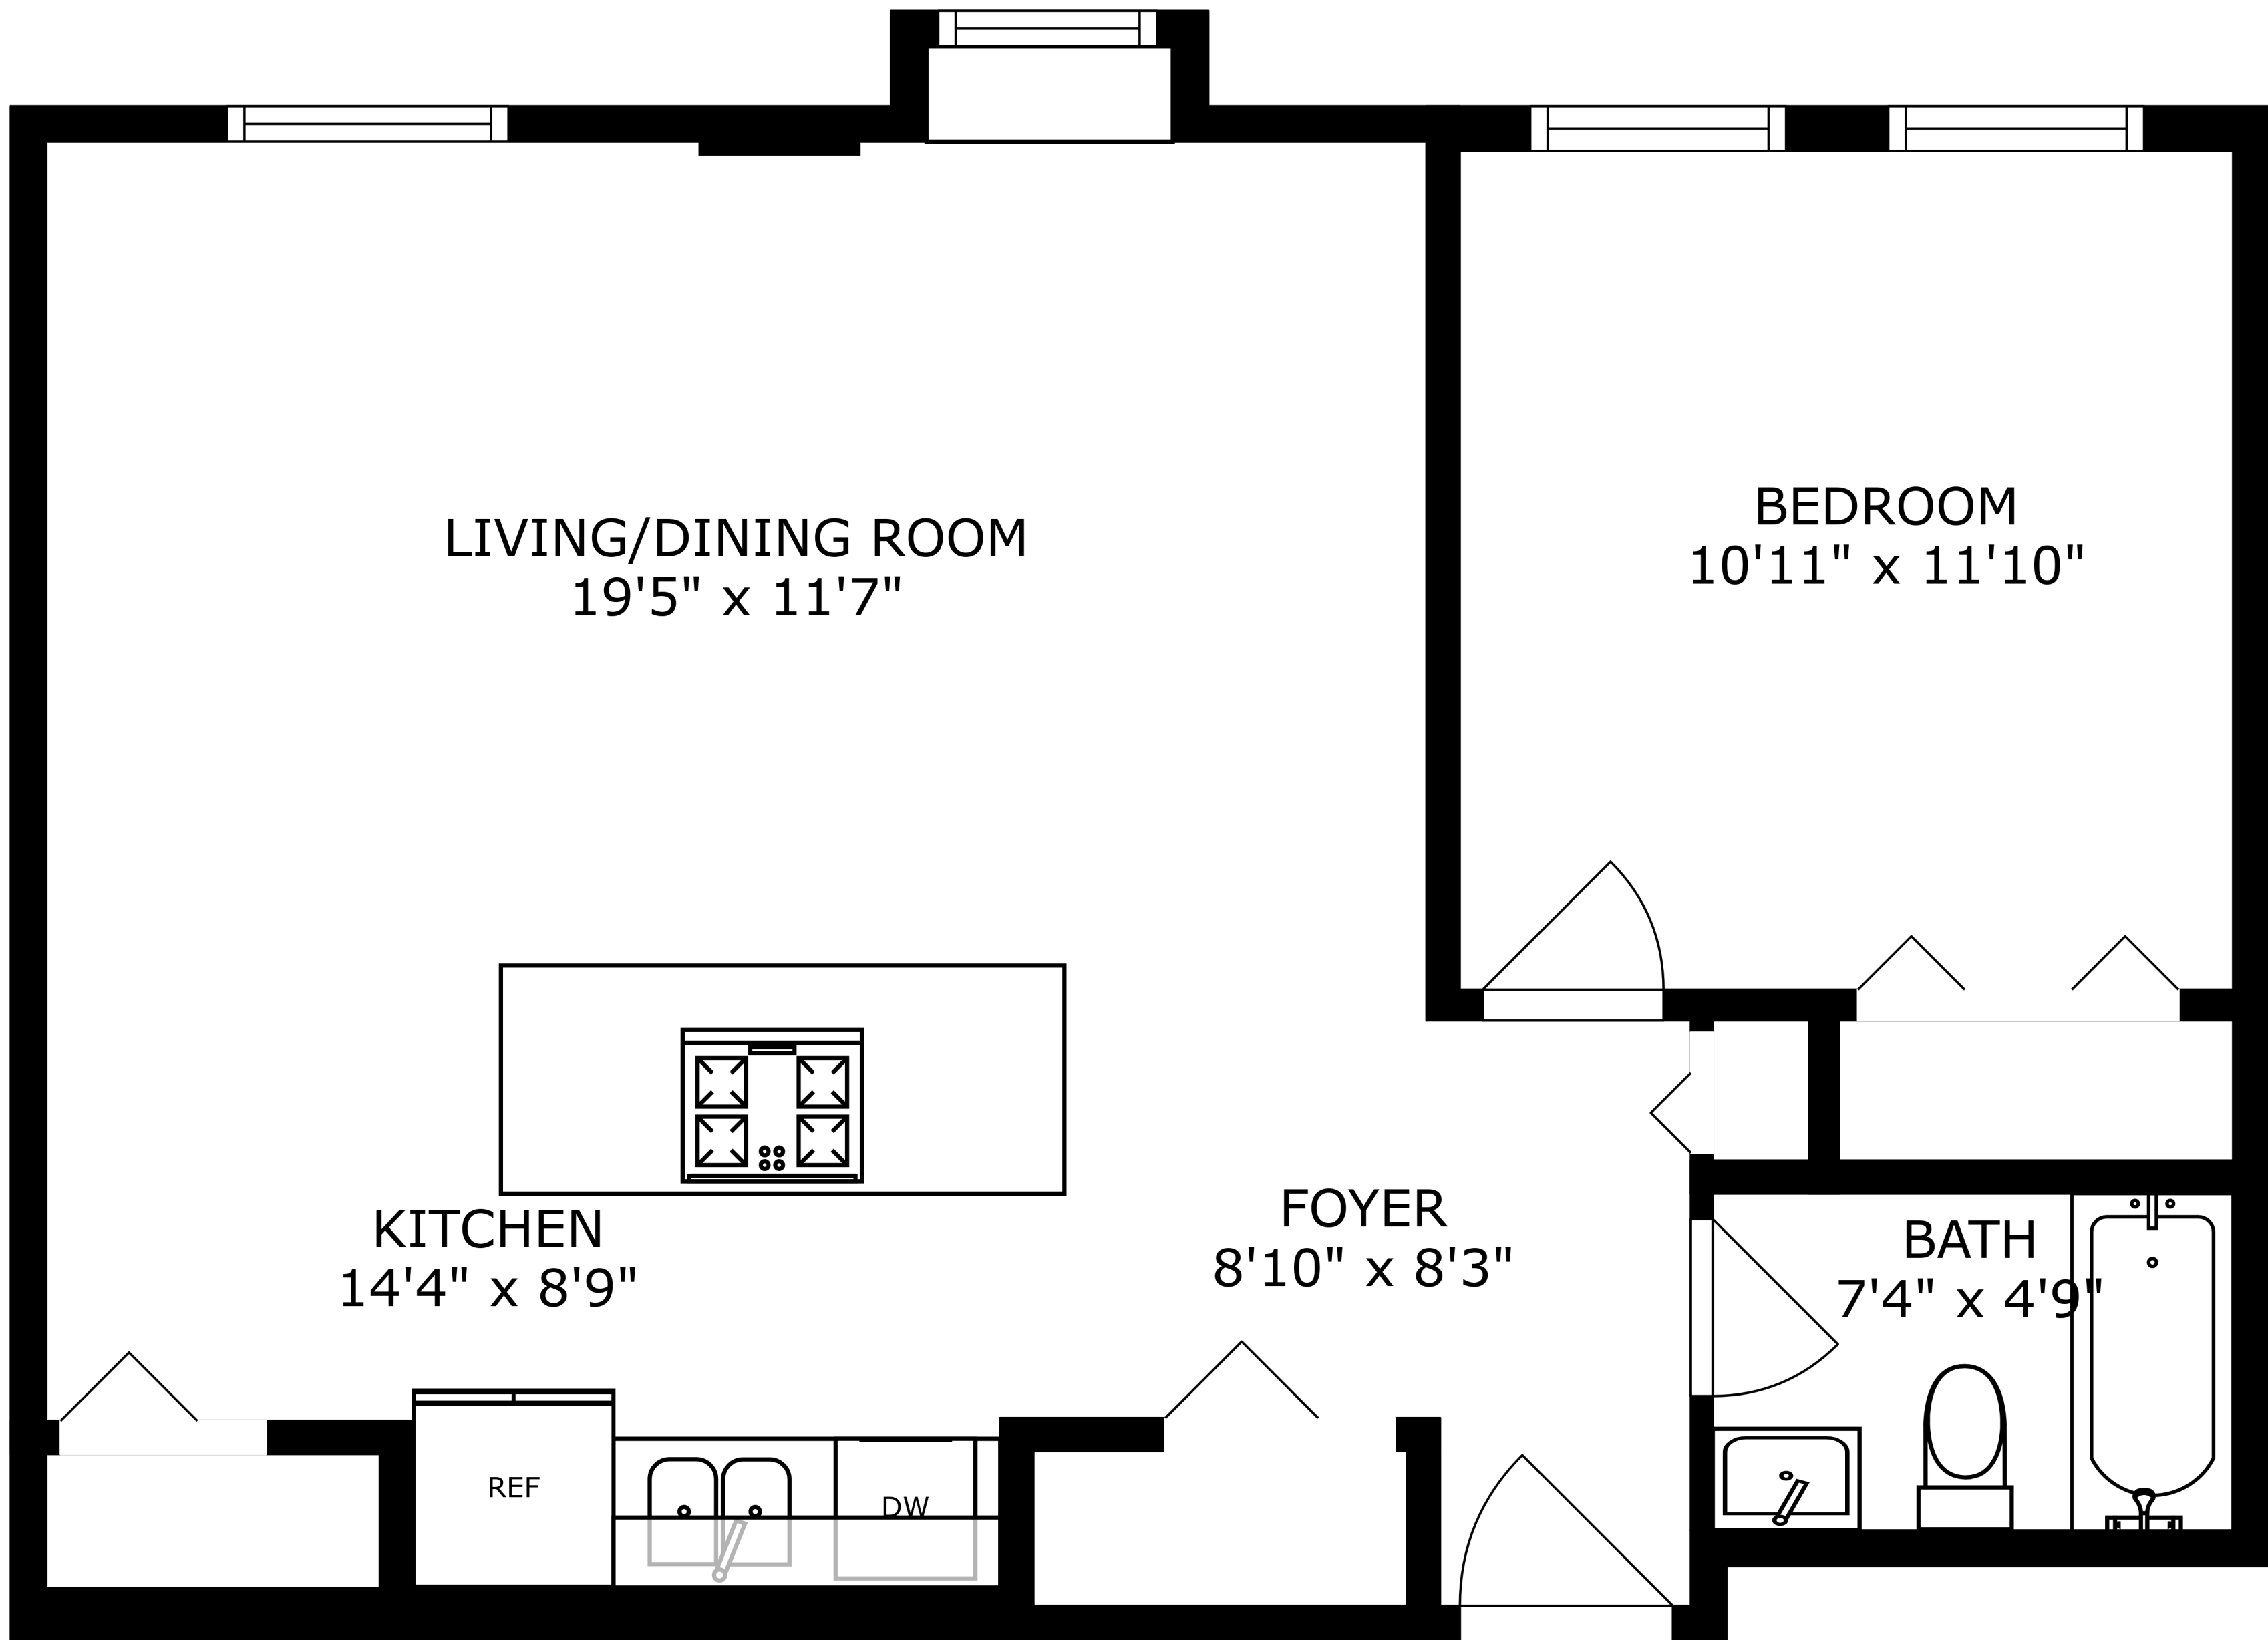 LIVING/DINING ROOM
19'5" x 11'7"
BEDROOM
10'11" x 11'10"
KITCHEN
14'4" x 8'9"
FOYER
8'10" x 8'3"
BATH
7'4" x 4'9"
REF
DW